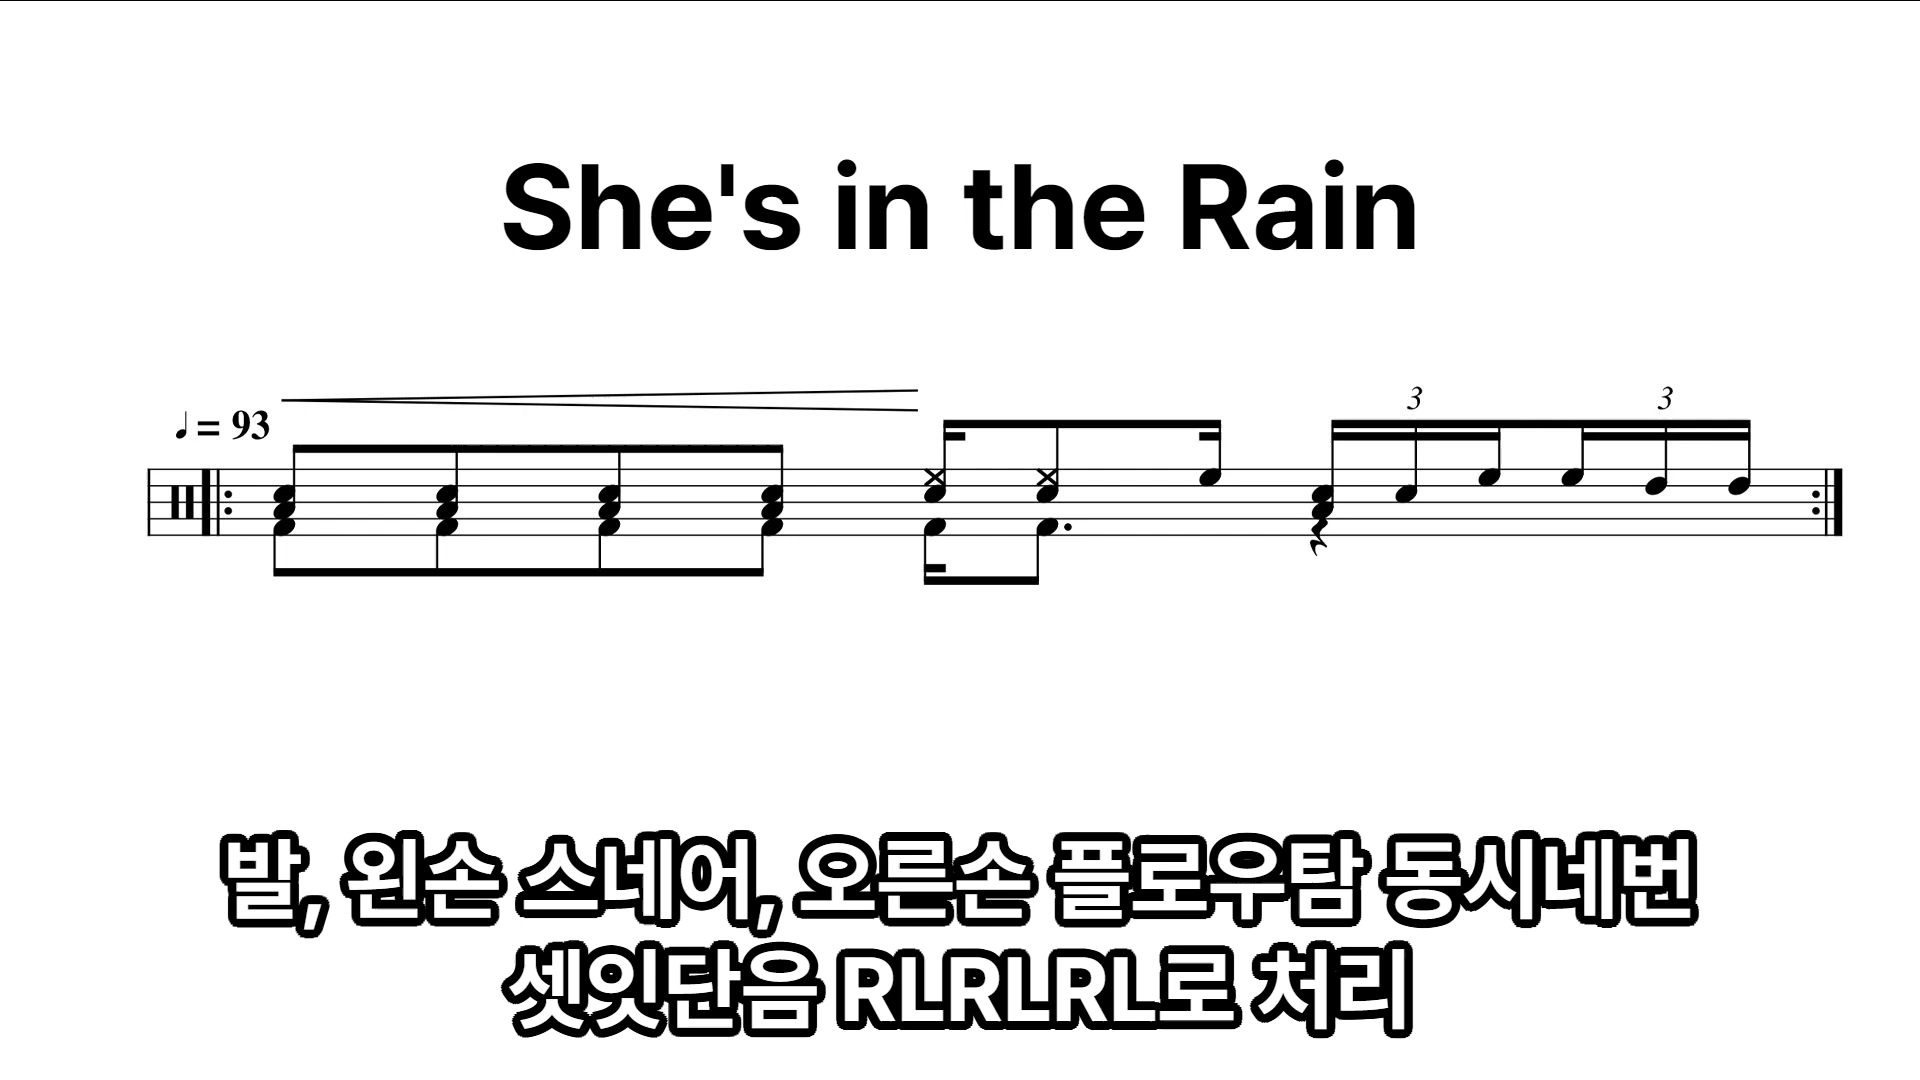 She's in the Rain
♩ = 93
3 3
발, 왼손 스네어, 오른손 플로우탐 동시네번
셋잇단음 RLRLRL로 처리